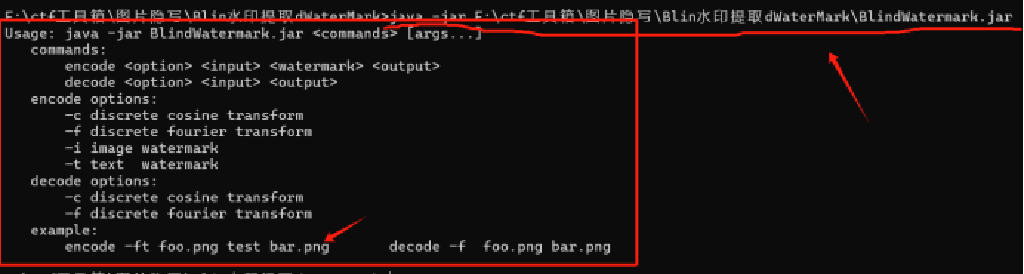 E:\ctf工具箱\图片隐写\Blin水印提取dWaterMark>java -jar E:\ctf工具箱\图片隐写\Blin水印提取dWaterMark\BlindWatermark.jar
Usage: java -jar BlindWatermark.jar <commands> [args...]
commands:
encode <option> <input> <watermark> <output>
decode <option> <input> <output>
encode options:
-c discrete cosine transform
-f discrete fourier transform
-i image watermark
-t text  watermark
decode options:
-c discrete cosine transform
-f discrete fourier transform
example:
encode -ft foo.png test bar.png        decode -f  foo.png bar.png